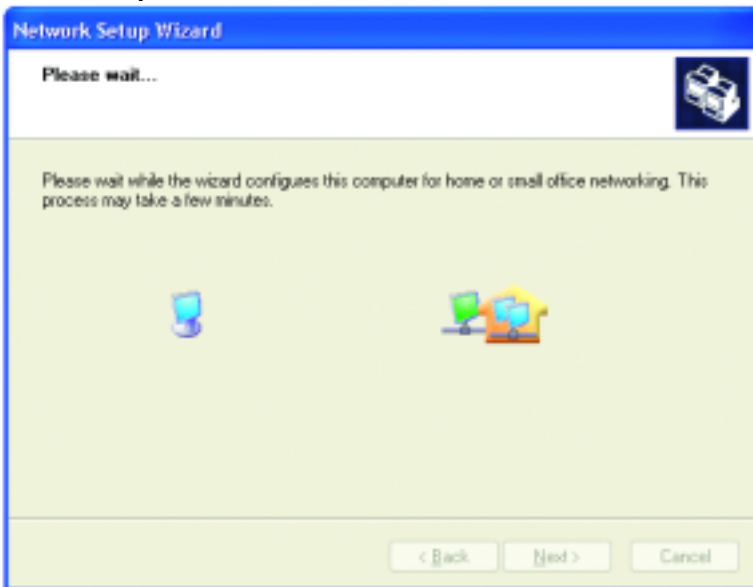 Network Setup Wizard
Please wait...
Please wait while the wizard configures this computer for home or small office networking. This
process may take a few minutes.
< Back
Next >
Cancel